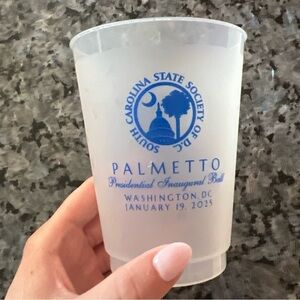 SOUTH CAROLINA STATE SOCIETY OF D.C.
PALMETTO
Presidential Inaugural Ball
WASHINGTON, DC
JANUARY 19, 2025